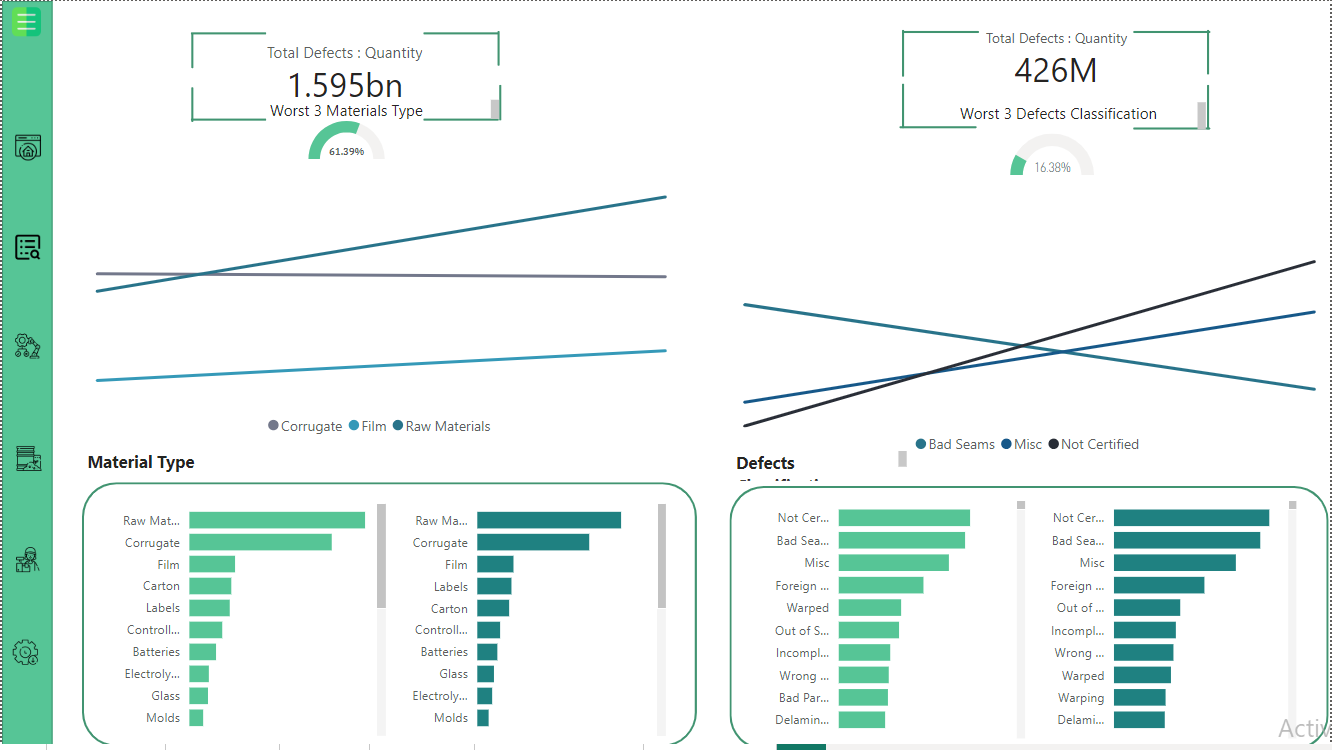 Total Defects : Quantity
1.595bn
Worst 3 Materials Type
61.39%
Total Defects : Quantity
426M
Worst 3 Defects Classification
16.38%
Corrugate Film Raw Materials
Bad Seams Misc Not Certified
Material Type
Raw Mat...
Corrugate
Film
Carton
Labels
Controll...
Batteries
Electroly...
Glass
Molds
Raw Ma...
Corrugate
Film
Labels
Carton
Controll...
Batteries
Glass
Electroly...
Molds
Defects
Not Cer...
Bad Sea...
Misc
Foreign ...
Warped
Out of S...
Incompl...
Wrong ...
Bad Par...
Delamin...
Not Cer...
Bad Sea...
Misc
Foreign ...
Out of ...
Incompl...
Wrong ...
Warped
Warping
Delami...
Activ